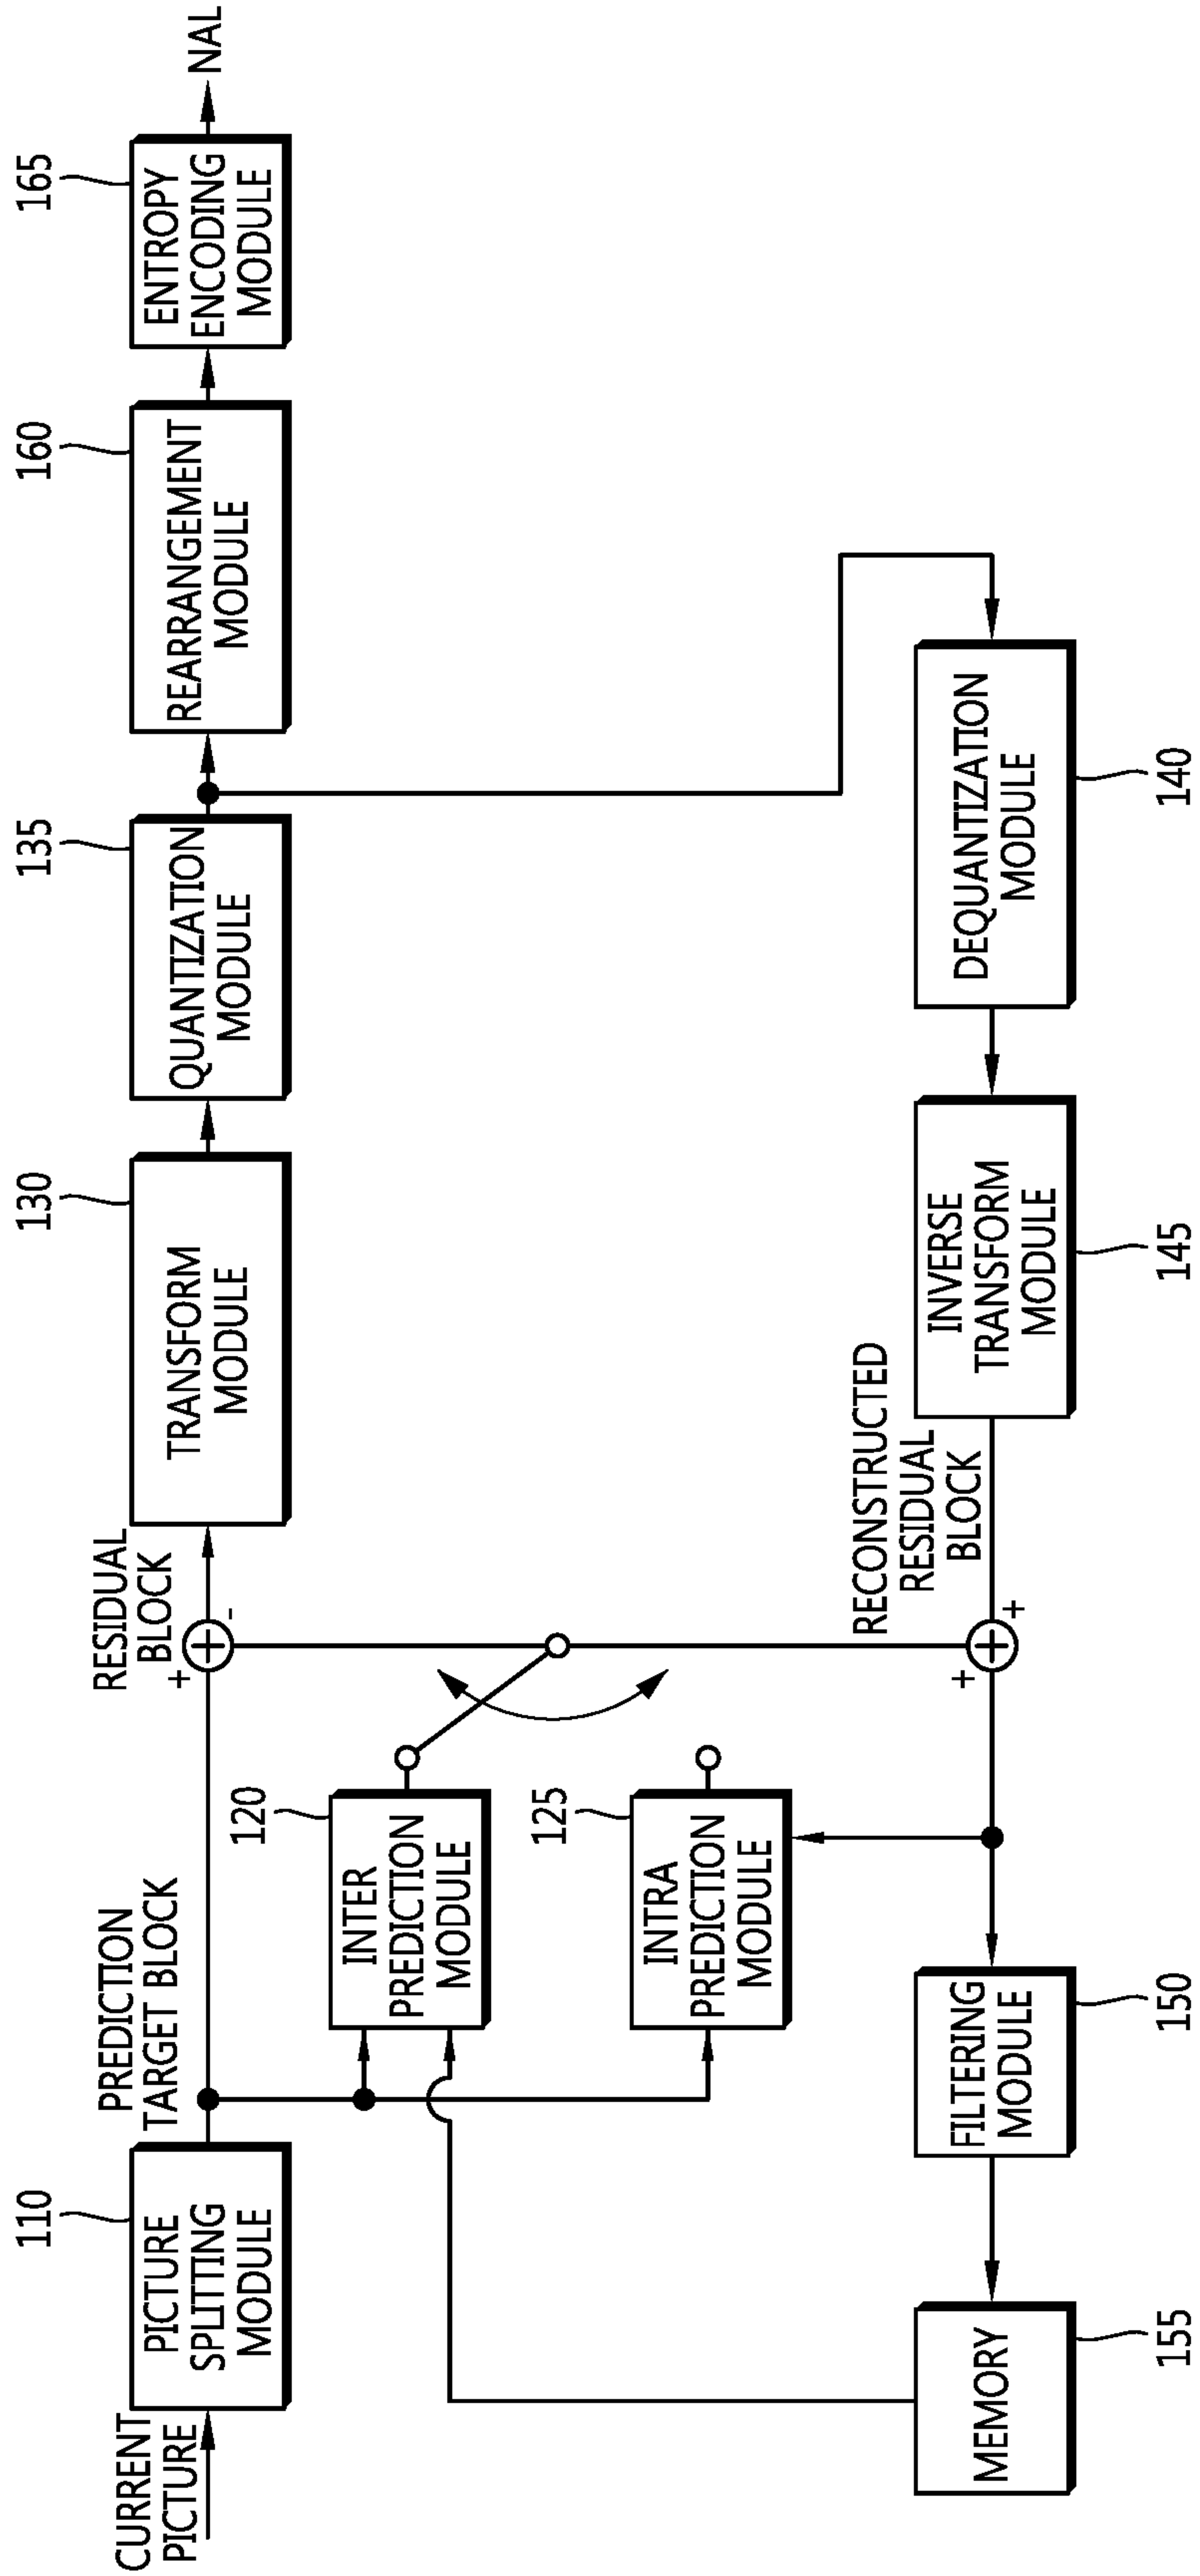 CURRENT
PICTURE
110
PICTURE
SPLITTING
MODULE
PREDICTION
TARGET BLOCK
+
-
RESIDUAL
BLOCK
130
TRANSFORM
MODULE
135
QUANTIZATION
MODULE
160
REARRANGEMENT
MODULE
165
ENTROPY
ENCODING
MODULE
NAL
120
INTER
PREDICTION
MODULE
125
INTRA
PREDICTION
MODULE
MEMORY
155
FILTERING
MODULE
150
+
+
RECONSTRUCTED
RESIDUAL
BLOCK
INVERSE
TRANSFORM
MODULE
145
DEQUANTIZATION
MODULE
140